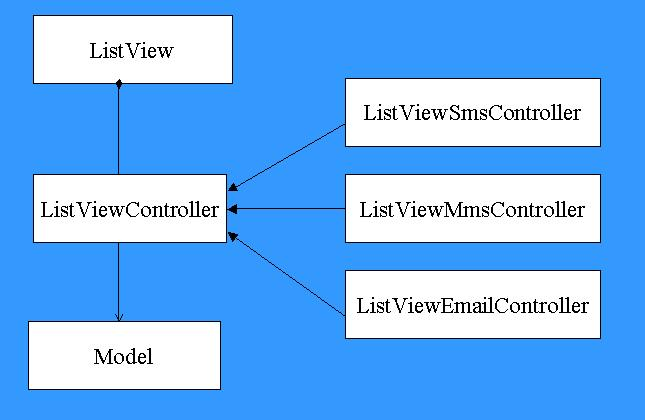 ListView
ListViewSmsController
ListViewController
ListViewMmsController
ListViewEmailController
Model